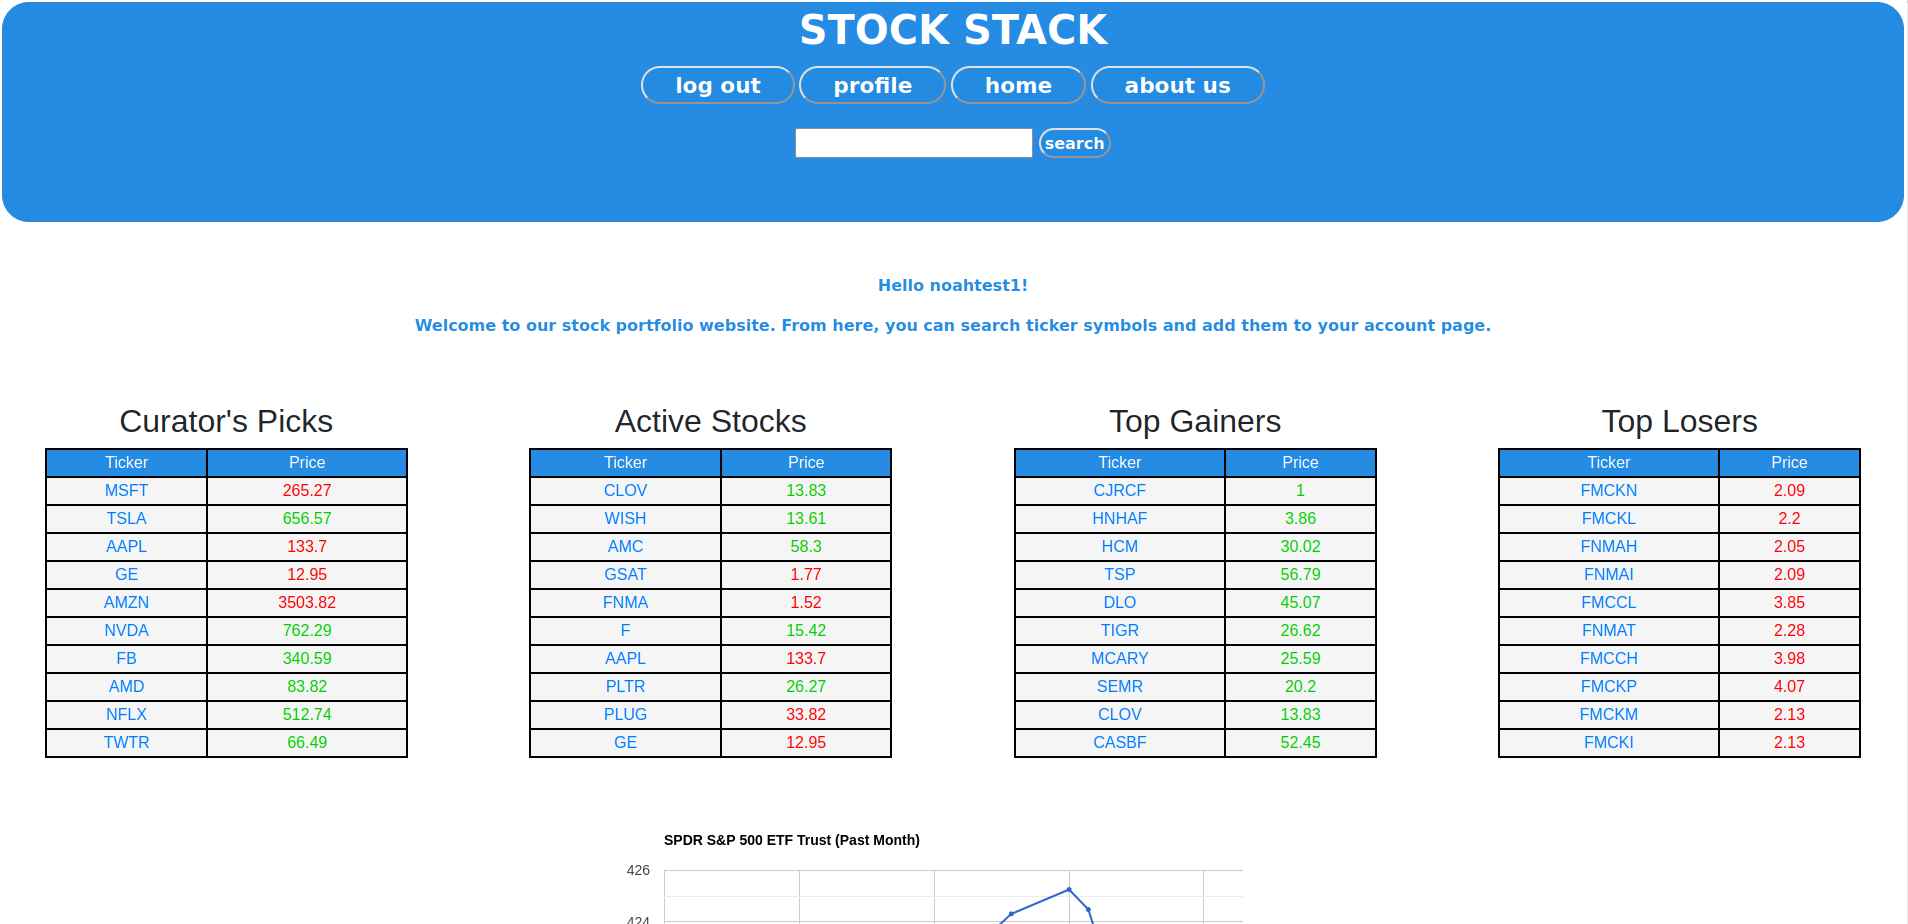 STOCK STACK
log out profile home about us
search
Hello noahtest1!
Welcome to our stock portfolio website. From here, you can search ticker symbols and add them to your account page.
Curator's Picks
Ticker Price
MSFT 265.27
TSLA 656.57
AAPL 133.7
GE 12.95
AMZN 3503.82
NVDA 762.29
FB 340.59
AMD 83.82
NFLX 512.74
TWTR 66.49
Active Stocks
Ticker Price
CLOV 13.83
WISH 13.61
AMC 58.3
GSAT 1.77
FNMA 1.52
F 15.42
AAPL 133.7
PLTR 26.27
PLUG 33.82
GE 12.95
Top Gainers
Ticker Price
CJRCF 1
HNHAF 3.86
HCM 30.02
TSP 56.79
DLO 45.07
TIGR 26.62
MCARY 25.59
SEMR 20.2
CLOV 13.83
CASBF 52.45
Top Losers
Ticker Price
FMCKN 2.09
FMCKL 2.2
FNMAH 2.05
FNMAI 2.09
FMCCL 3.85
FNMAT 2.28
FMCCH 3.98
FMCKP 4.07
FMCKM 2.13
FMCKI 2.13
SPDR S&P 500 ETF Trust (Past Month)
426
424